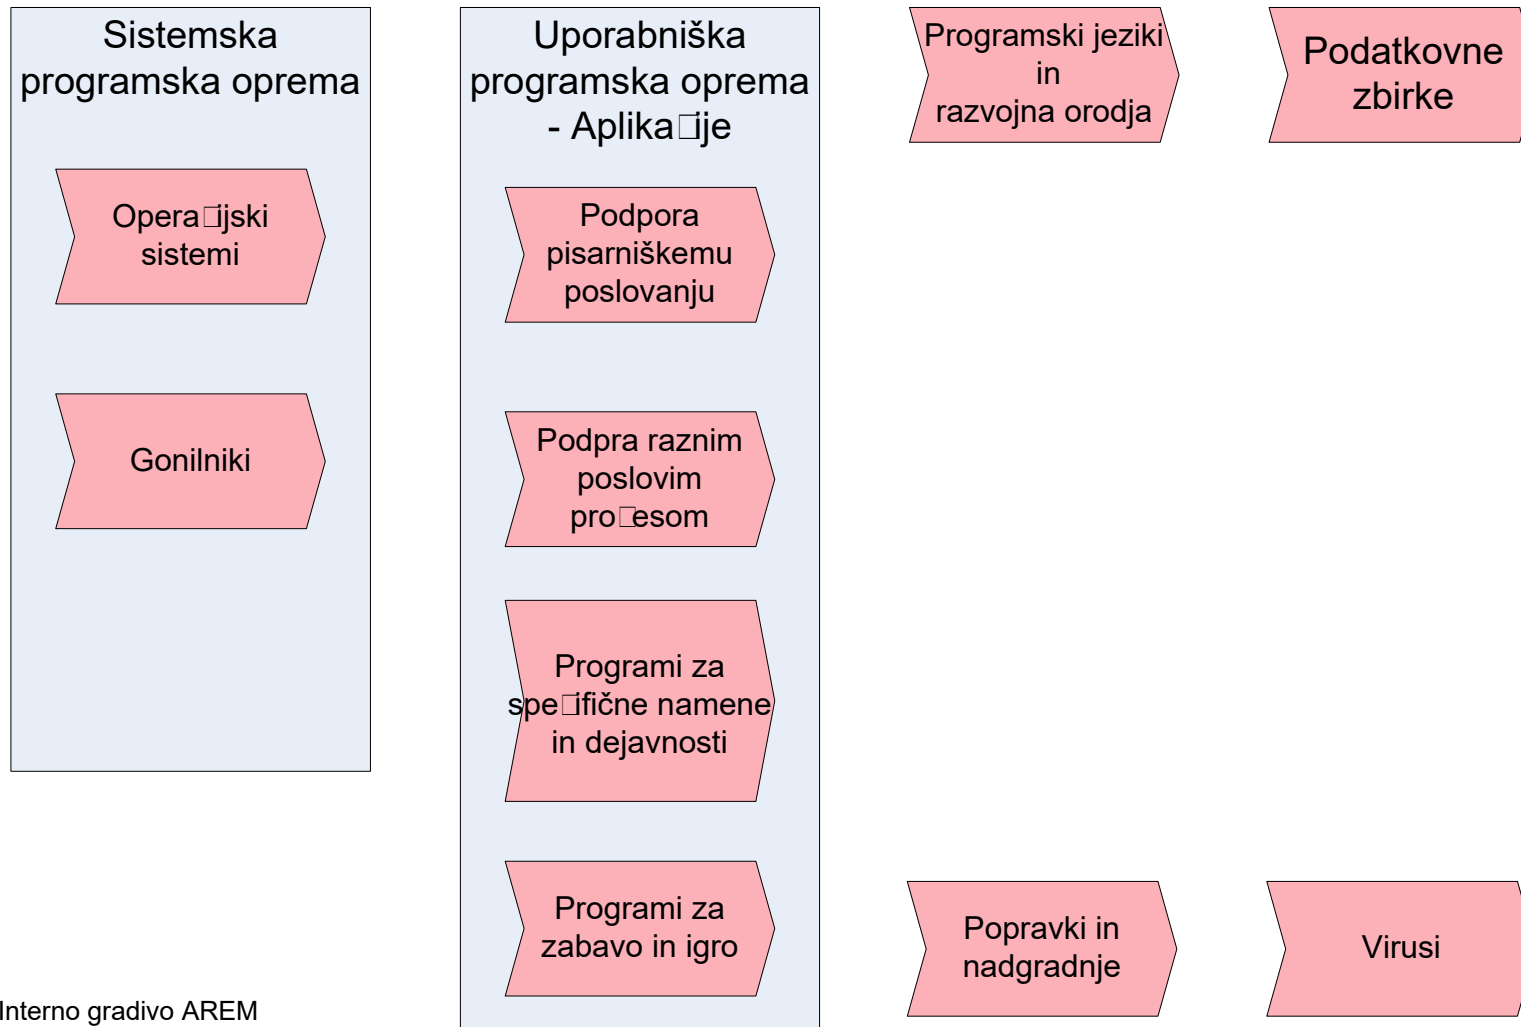 Sistemska
programska oprema
Opera□ijski
sistemi
Gonilniki
Uporabniška
programska oprema
- Aplika□ije
Podpora
pisarniškemu
poslovanju
Podpra raznim
poslovim
pro□esom
Programi za
spe□ifične namene
in dejavnosti
Programi za
zabavo in igro
Programski jeziki
in
razvojna orodja
Podatkovne
zbirke
Popravki in
nadgradnje
Virusi
Interno gradivo AREM